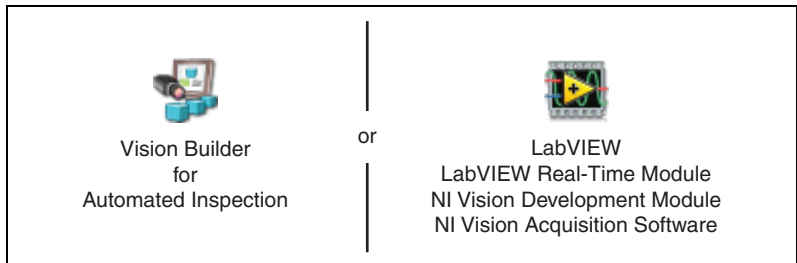 Vision Builder
for
Automated Inspection
or
LabVIEW
LabVIEW Real-Time Module
NI Vision Development Module
NI Vision Acquisition Software